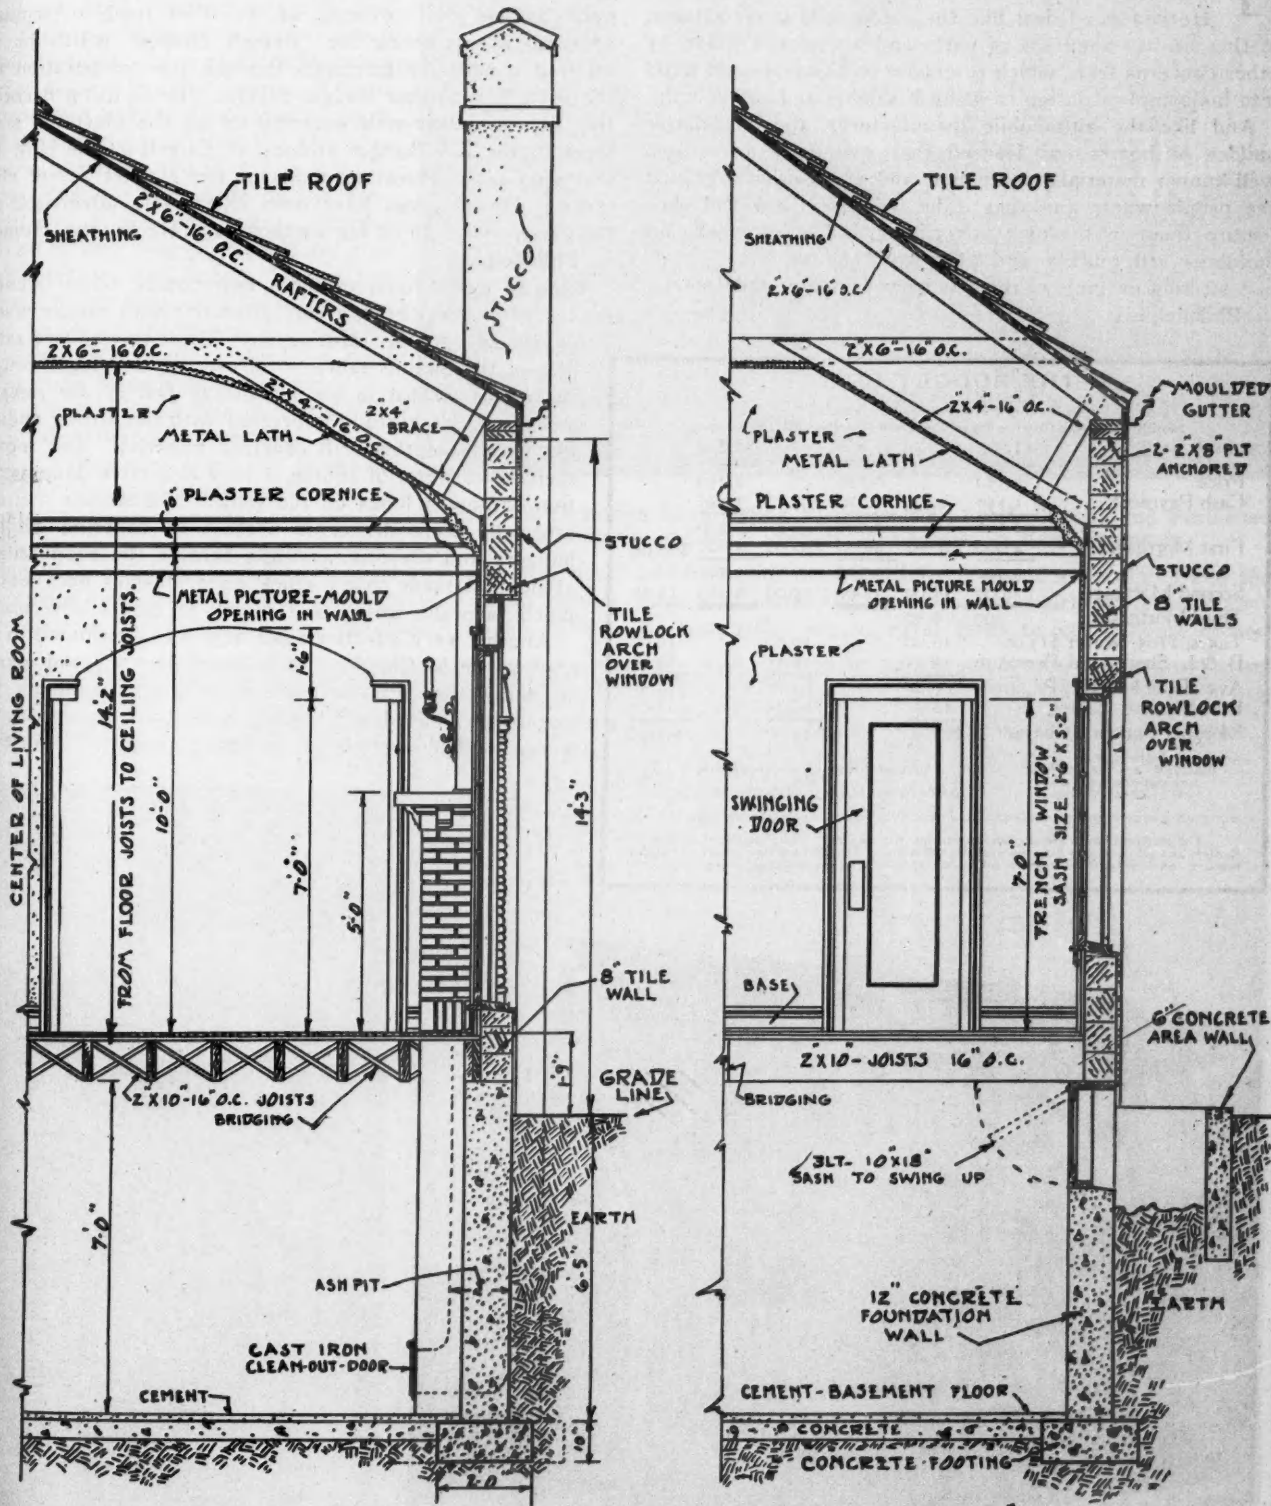 TILE ROOF
SHEATHING
2"X6"-16" O.C. RAFTERS
STUCCO
2"X6"-16" O.C.
PLASTER
METAL LATH
2"X4"-16" O.C.
2"X4"
BRACE
PLASTER CORNICE
10"
STUCCO
METAL PICTURE-MOULD
OPENING IN WALL
TILE
ROWLOCK
ARCH
OVER
WINDOW
CENTER OF LIVING ROOM
14'-2"
FROM FLOOR JOISTS TO CEILING JOISTS.
10'-0"
1'-6"
7'-0"
5'-0"
14'-3"
8" TILE
WALL
1'-9"
GRADE
LINE
2"X10"-16" O.C. JOISTS
BRIDGING
7'-0"
EARTH
6'-5
ASH PIT
CAST IRON
CLEAN-OUT-DOOR
CEMENT
10"
2'-0"
TILE ROOF
SHEATHING
2"X6"-16" O.C.
2"X6"-16" O.C.
MOULDED
GUTTER
2"X4"-16" O.C.
PLASTER
METAL LATH
2-2"X8" PLT
ANCHORED
PLASTER CORNICE
STUCCO
METAL PICTURE MOULD
OPENING IN WALL
8" TILE
WALLS
PLASTER
TILE
ROWLOCK
ARCH
OVER
WINDOW
SWINGING
DOOR
7'-0"
FRENCH WINDOW
SASH SIZE 1'-6" X 5'-2"
BASE
6" CONCRETE
AREA WALL
2"X10"-JOISTS 16" O.C.
BRIDGING
3LT-10"X18"
SASH TO SWING UP
12" CONCRETE
FOUNDATION
WALL
EARTH
CEMENT-BASEMENT FLOOR
CONCRETE
CONCRETE-FOOTING